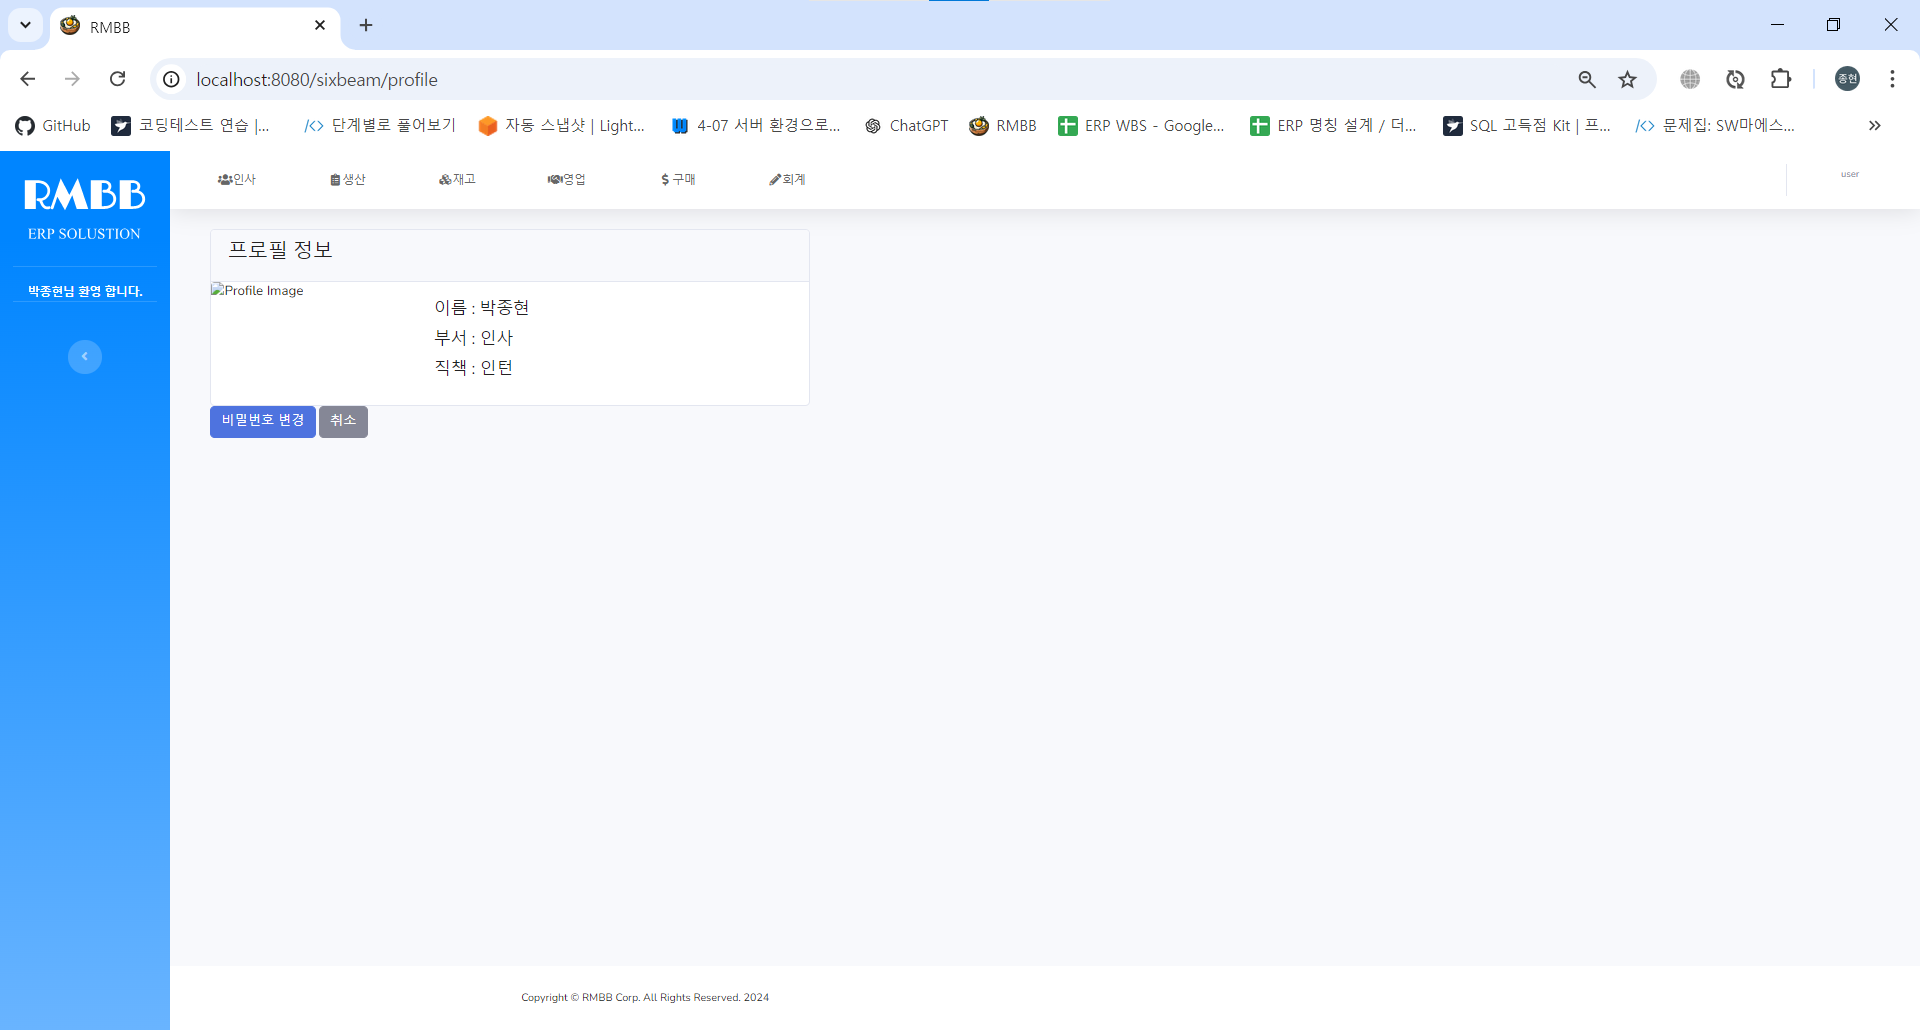 RMBB
localhost:8080/sixbeam/profile
종현
GitHub
코딩테스트 연습 |...
단계별로 풀어보기
자동 스냅샷 | Light...
4-07 서버 환경으로...
ChatGPT
RMBB
ERP WBS - Google...
ERP 명칭 설계 / 더...
SQL 고득점 Kit | 프...
문제집: SW마에스...
RMBB
ERP SOLUSTION
박종현님 환영 합니다.
인사
생산
재고
영업
구매
회계
user
프로필 정보
Profile Image
이름 : 박종현
부서 : 인사
직책 : 인턴
비밀번호 변경
취소
Copyright © RMBB Corp. All Rights Reserved. 2024